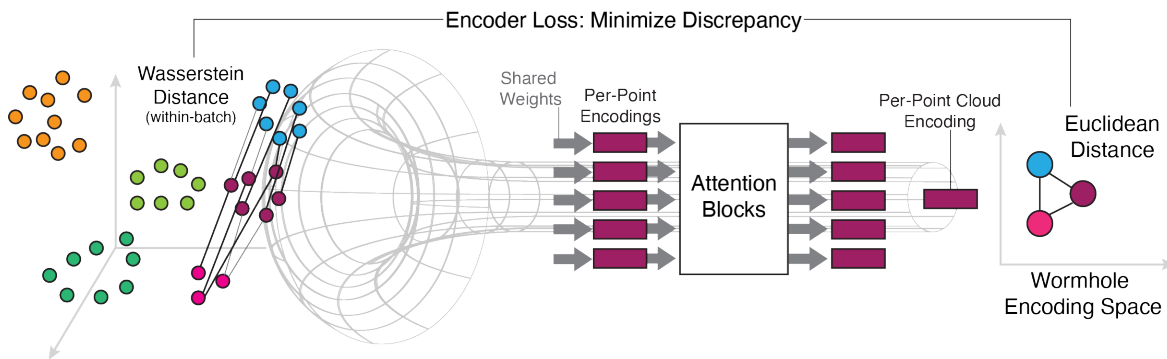 Encoder Loss: Minimize Discrepancy
Wasserstein
Distance
(within-batch)
Shared
Weights
Per-Point
Encodings
Attention
Blocks
Per-Point Cloud
Encoding
Euclidean
Distance
Wormhole
Encoding Space